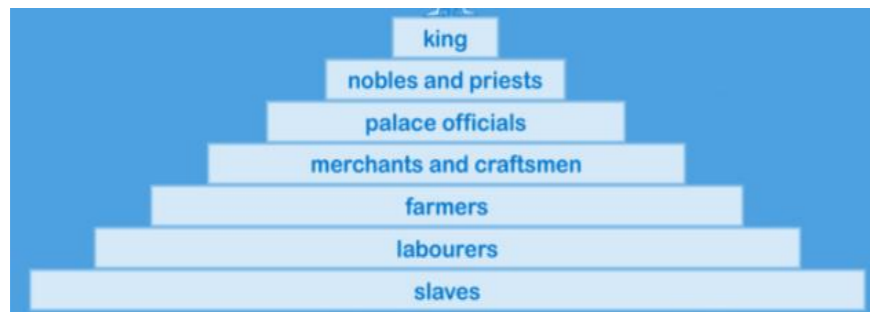 king
nobles and priests
palace officials
merchants and craftsmen
farmers
labourers
slaves